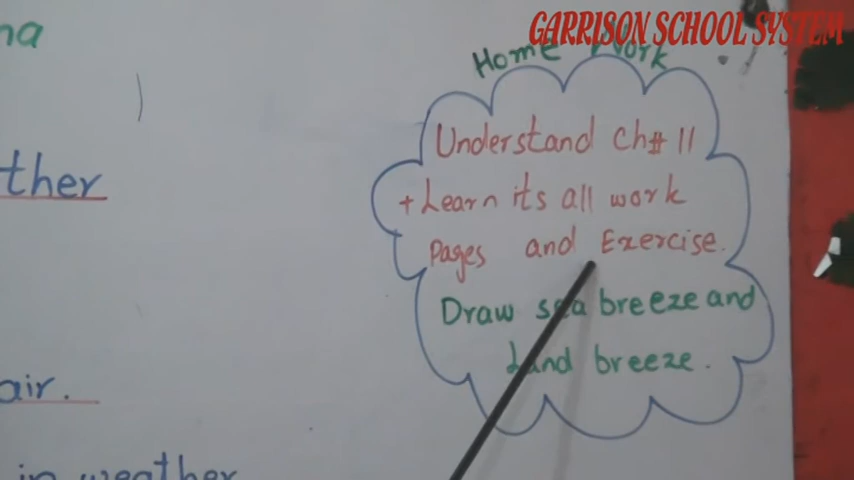 GARRISON SCHOOL SYSTEM
na
Home Work
ther
Understand Ch# 11
+ Learn its all work
Pages and Exercise.
Draw sea breeze and
Land breeze.
air.
in weather